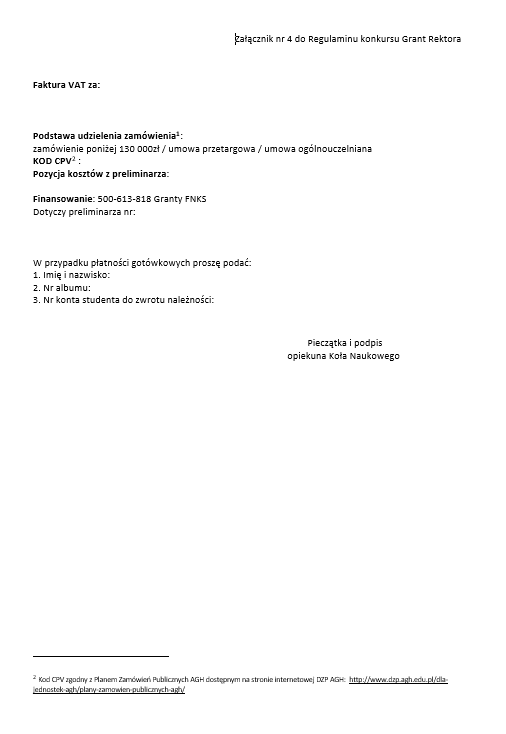 Załącznik nr 4 do Regulaminu konkursu Grant Rektora
Faktura VAT za:
Podstawa udzielenia zamówienia¹:
zamówienie poniżej 130 000zł / umowa przetargowa / umowa ogólnouczelniana
KOD CPV² :
Pozycja kosztów z preliminarza:
Finansowanie: 500-613-818 Granty FNKS
Dotyczy preliminarza nr:
W przypadku płatności gotówkowych proszę podać:
1. Imię i nazwisko:
2. Nr albumu:
3. Nr konta studenta do zwrotu należności:
Pieczątka i podpis
opiekuna Koła Naukowego
² Kod CPV zgodny z Planem Zamówień Publicznych AGH dostępnym na stronie internetowej DZP AGH: http://www.dzp.agh.edu.pl/dla-
jednostek-agh/plany-zamowien-publicznych-agh/